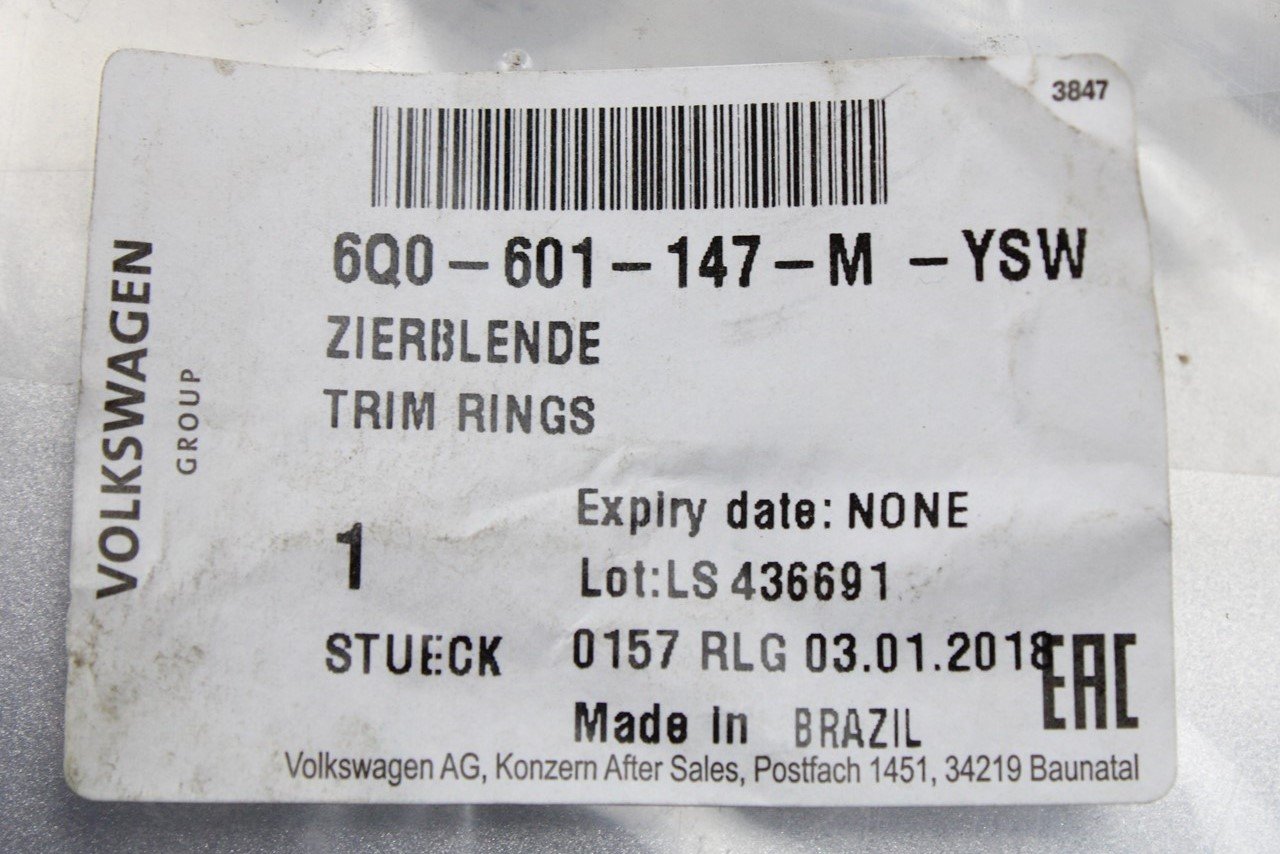 3847
6Q0-601-147-M -YSW
ZIERBLENDE
TRIM RINGS
VOLKSWAGEN
GROUP
Expiry date: NONE
1
Lot:LS 436691
STUECK 0157 RLG 03.01.2018
EAC
Made in BRAZIL
Volkswagen AG, Konzern After Sales, Postfach 1451, 34219 Baunatal